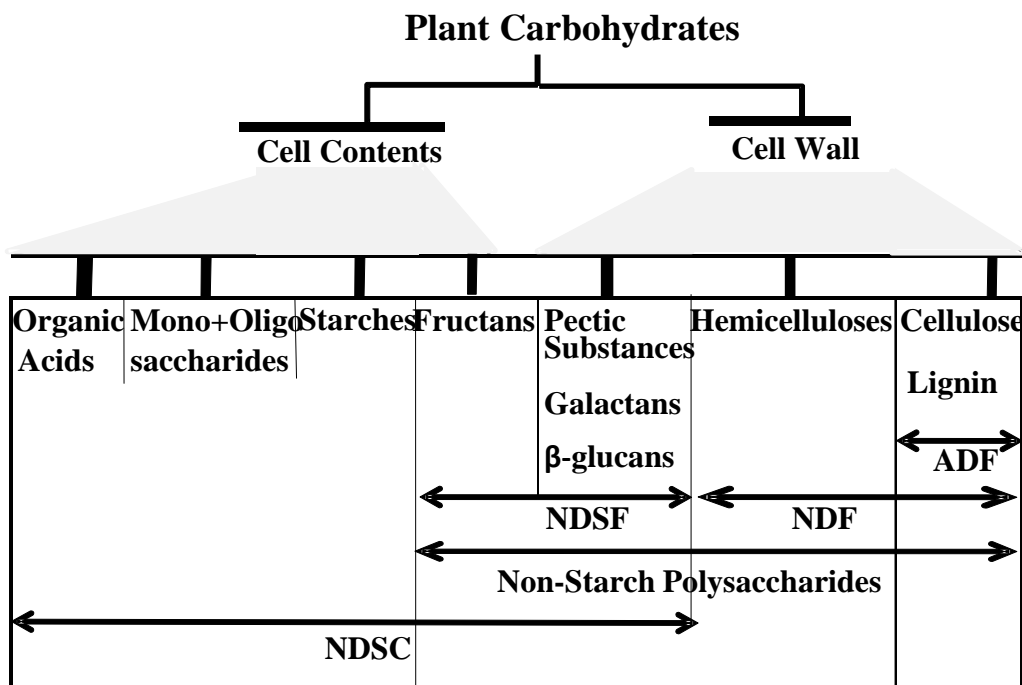 Plant Carbohydrates
Cell Contents
Cell Wall
Organic
Acids
Mono+Oligo
saccharides
Starches
Fructans
Pectic
Substances
Galactans
β-glucans
Hemicelluloses
Cellulose
Lignin
ADF
NDSF
NDF
Non-Starch Polysaccharides
NDSC